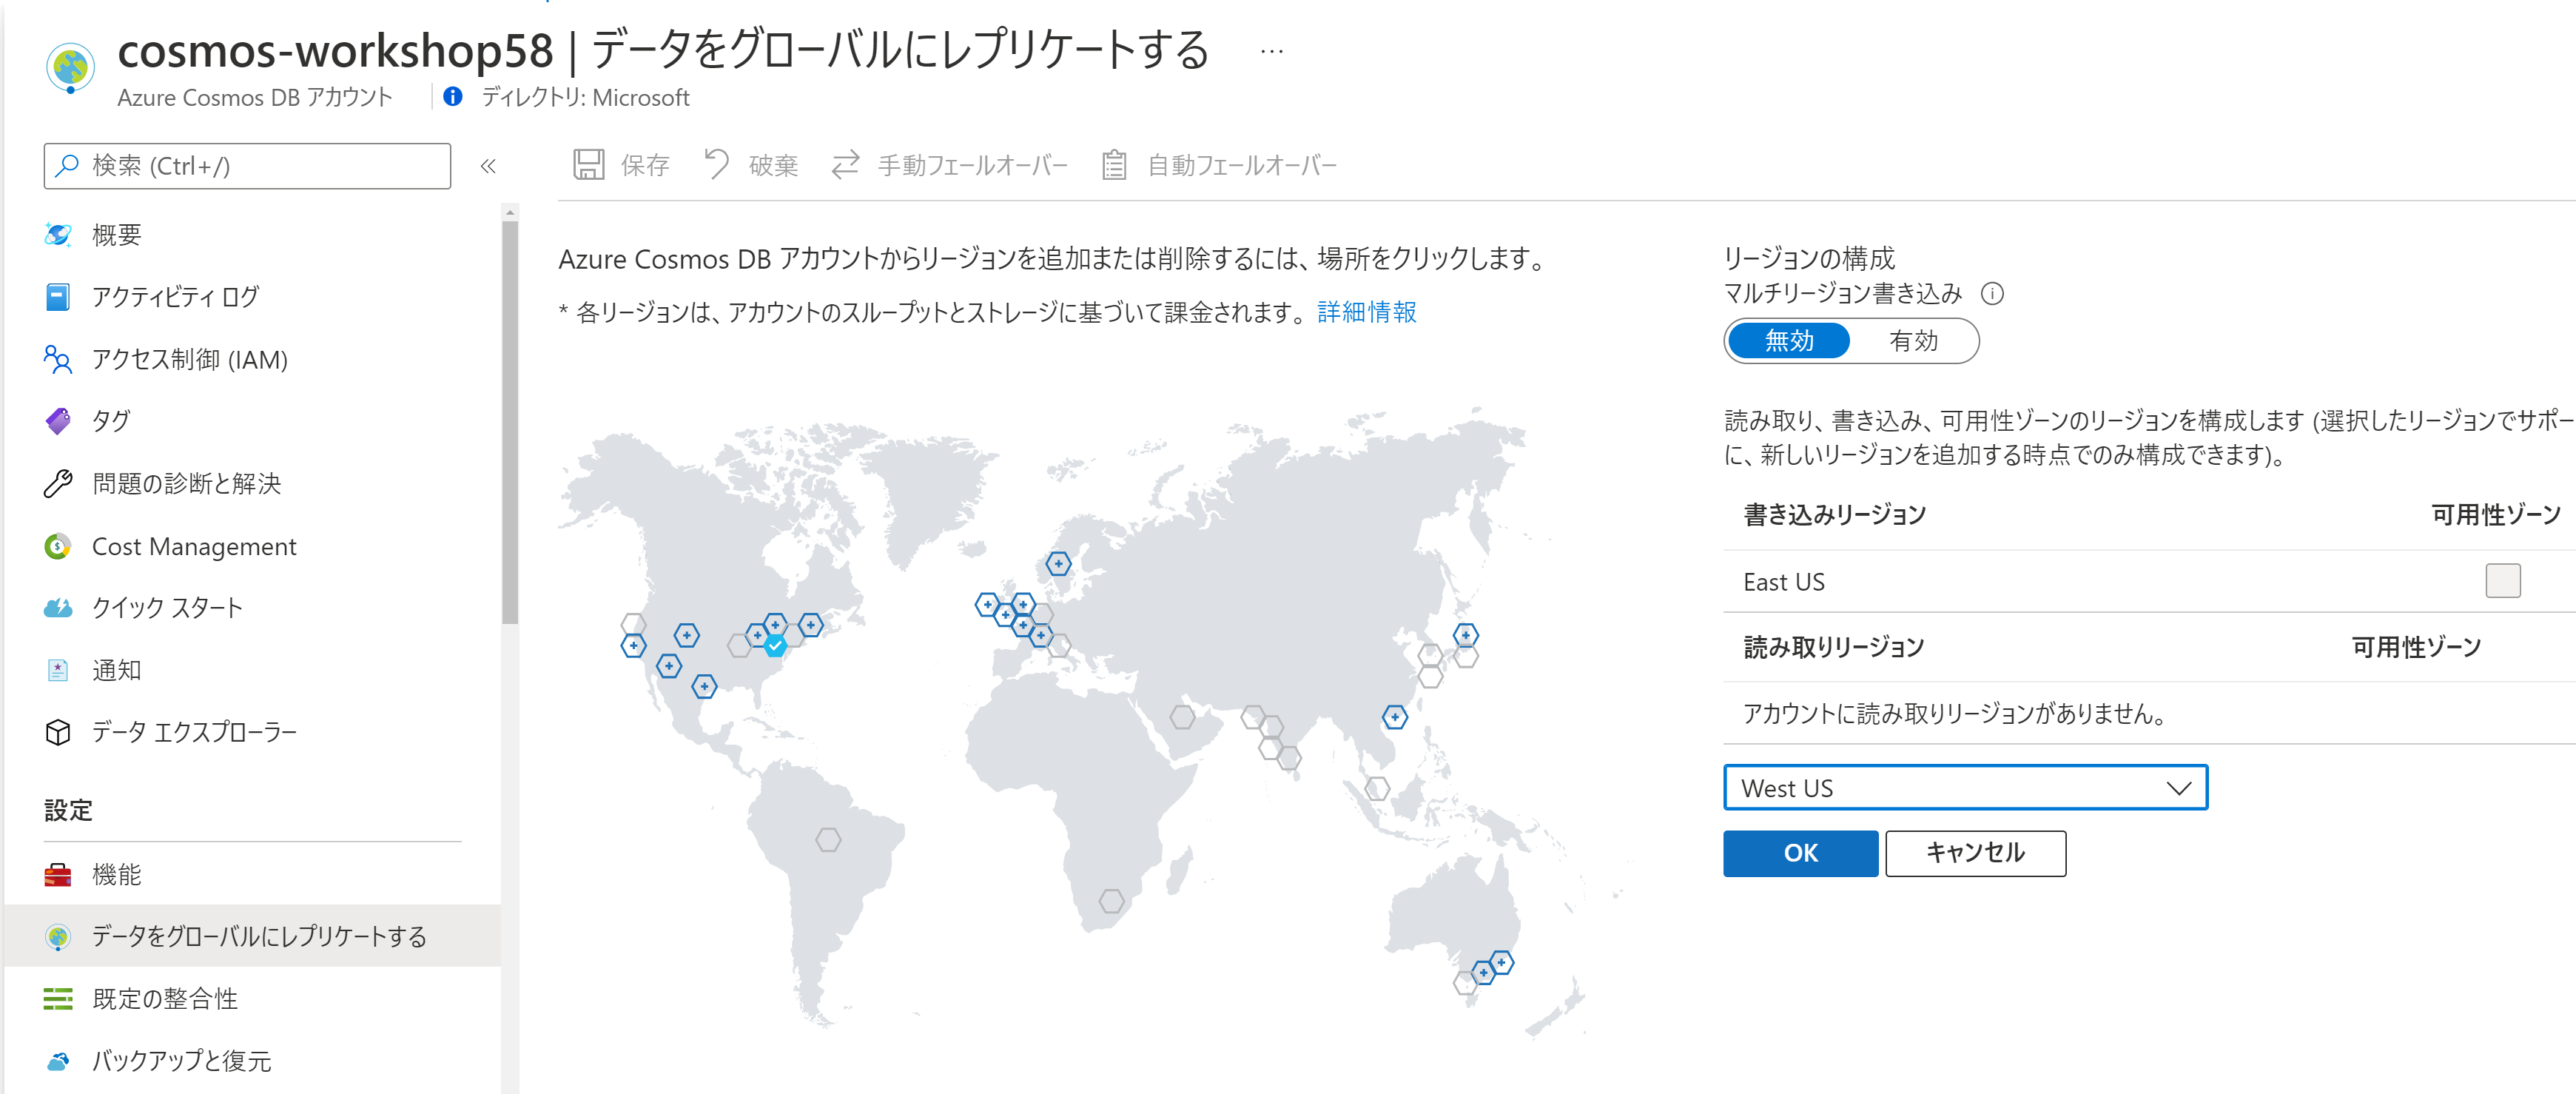 cosmos-workshop58 | データをグローバルにレプリケートする ...
Azure Cosmos DB アカウント
ディレクトリ: Microsoft
検索 (Ctrl+/)
概要
アクティビティ ログ
アクセス制御 (IAM)
タグ
問題の診断と解決
Cost Management
クイック スタート
通知
データ エクスプローラー
設定
機能
データをグローバルにレプリケートする
既定の整合性
バックアップと復元
保存
破棄
手動フェールオーバー
自動フェールオーバー
Azure Cosmos DB アカウントからリージョンを追加または削除するには、場所をクリックします。
* 各リージョンは、アカウントのスループットとストレージに基づいて課金されます。 詳細情報
リージョンの構成
マルチリージョン書き込み
無効 有効
読み取り、書き込み、可用性ゾーンのリージョンを構成します (選択したリージョンでサポー
に、新しいリージョンを追加する時点でのみ構成できます)。
書き込みリージョン 可用性ゾーン
East US
読み取りリージョン 可用性ゾーン
アカウントに読み取りリージョンがありません。
West US
OK キャンセル